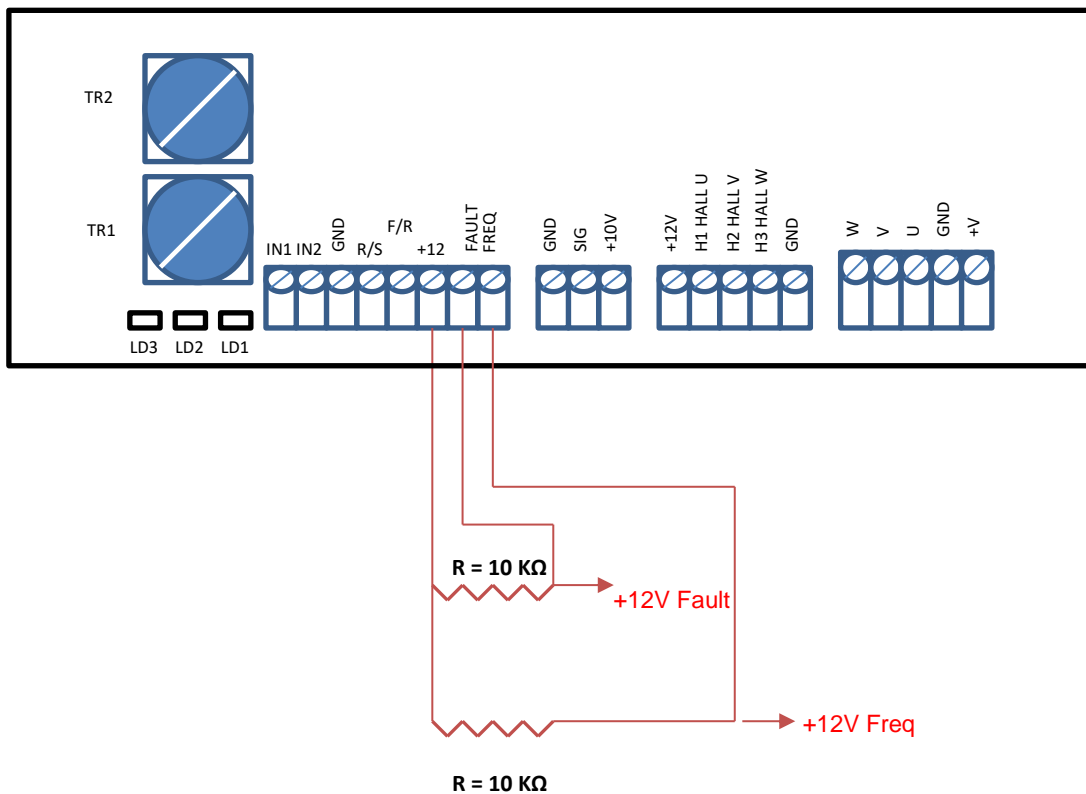 TR2
TR1
LD3
LD2
LD1
IN1
IN2
GND
R/S
F/R
+12
FAULT
FREQ
GND
SIG
+10V
+12V
H1 HALL U
H2 HALL V
H3 HALL W
GND
W
V
U
GND
+V
R = 10 KΩ
+12V Fault
+12V Freq
R = 10 KΩ